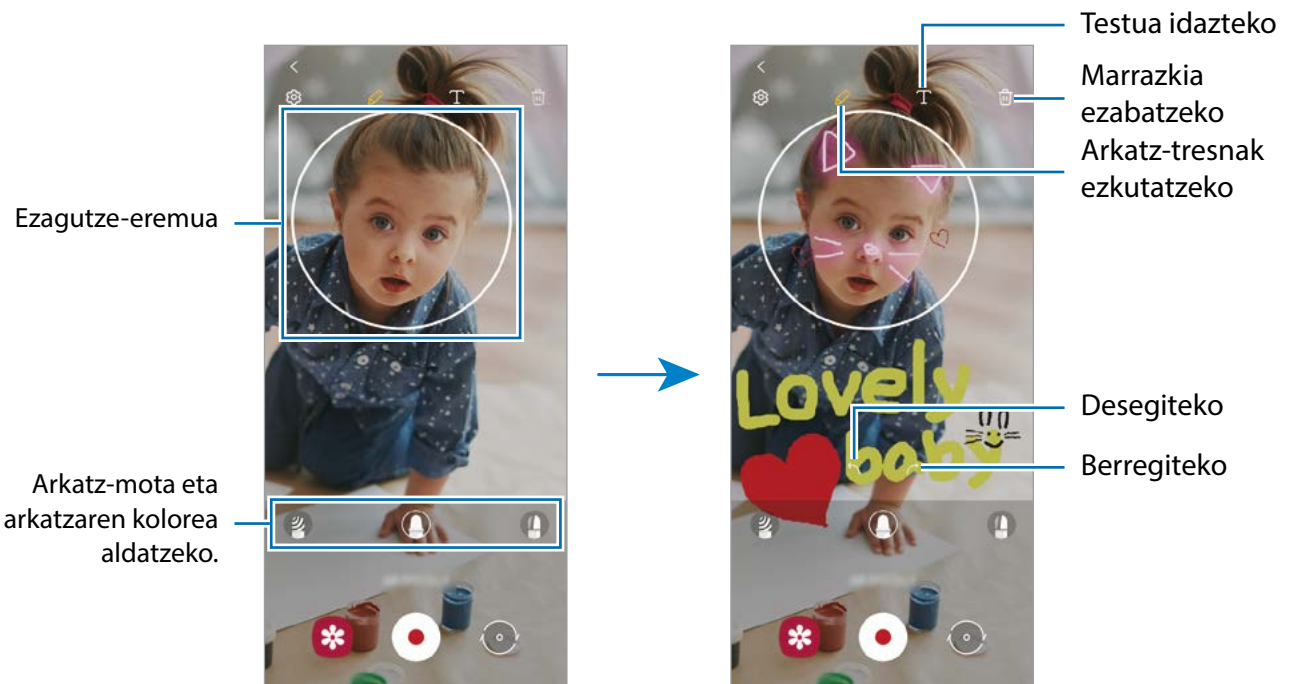 Testua idazteko
Marrazkia
ezabatzeko
Arkatz-tresnak
ezkutatzeko
Ezagutze-eremua
T
T
Lovely
baby
Desegiteko
Berregiteko
Arkatz-mota eta
arkatzaren kolorea
aldatzeko.